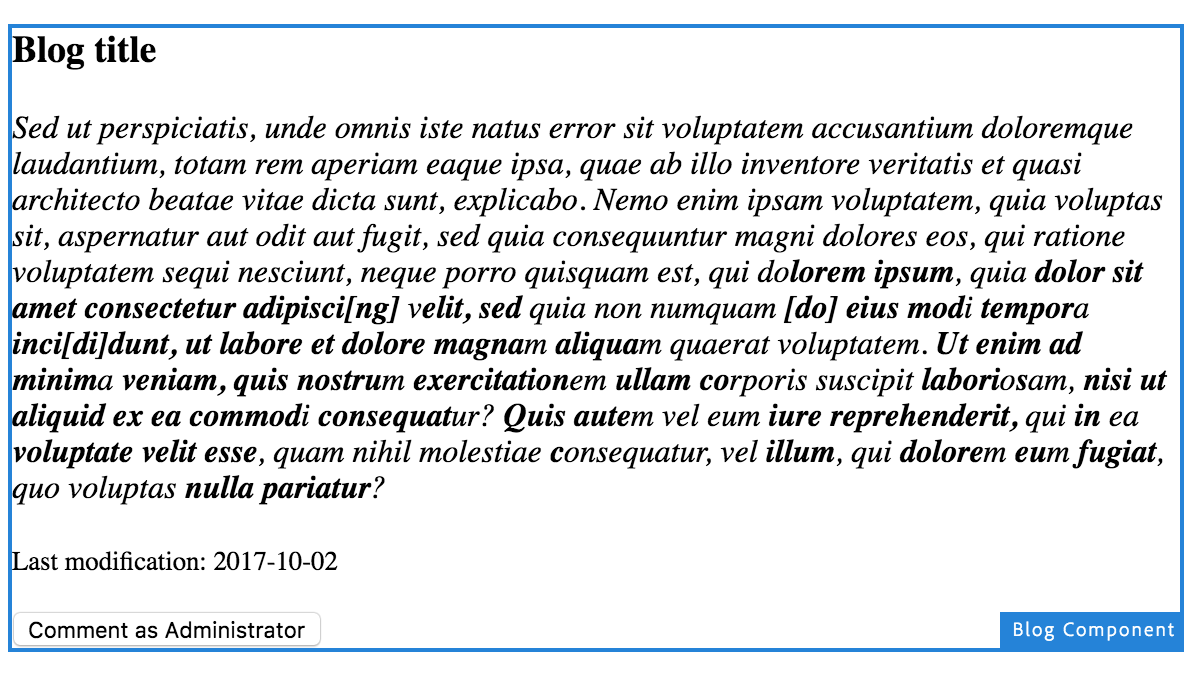 Blog title
Sed ut perspiciatis, unde omnis iste natus error sit voluptatem accusantium doloremque
laudantium, totam rem aperiam eaque ipsa, quae ab illo inventore veritatis et quasi
architecto beatae vitae dicta sunt, explicabo. Nemo enim ipsam voluptatem, quia voluptas
sit, aspernatur aut odit aut fugit, sed quia consequuntur magni dolores eos, qui ratione
voluptatem sequi nesciunt, neque porro quisquam est, qui dolorem ipsum, quia dolor sit
amet consectetur adipisci[ng] velit, sed quia non numquam [do] eius modi tempora
inci[di]dunt, ut labore et dolore magnam aliquam quaerat voluptatem. Ut enim ad
minima veniam, quis nostrum exercitationem ullam corporis suscipit laboriosam, nisi ut
aliquid ex ea commodi consequatur? Quis autem vel eum iure reprehenderit, qui in ea
voluptate velit esse, quam nihil molestiae consequatur, vel illum, qui dolorem eum fugiat,
quo voluptas nulla pariatur?
Last modification: 2017-10-02
Comment as Administrator
Blog Component